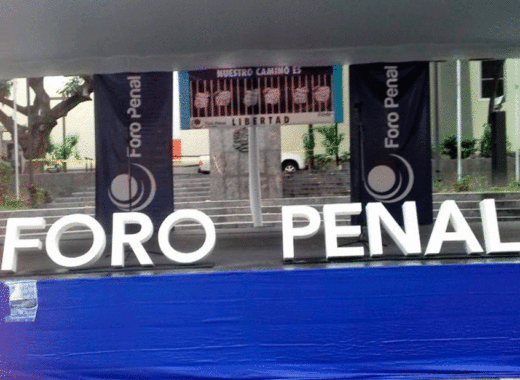 NUESTRO CAMINO ES
LIBERTAD
Foro Penal
Foro Penal
FORO PENAL